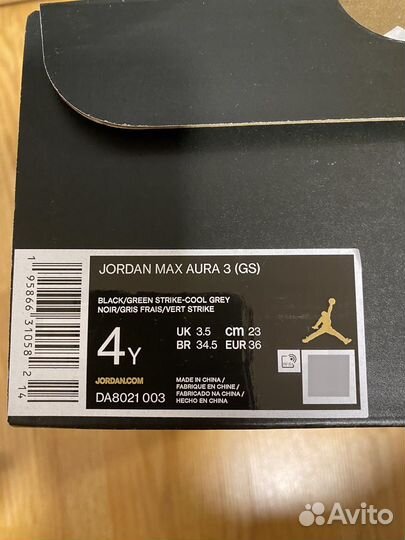 JORDAN MAX AURA 3 (GS)
BLACK/GREEN STRIKE-COOL GREY
NOIR/GRIS FRAIS/VERT STRIKE
4Y
UK 3.5 cm 23
BR 34.5 EUR 36
JORDAN.COM
DA8021 003
MADE IN CHINA /
FABRIQUE EN CHINE /
FABRICADO NA CHINA /
HECHO EN CHINA
1 95866 31058 2 14
Avito